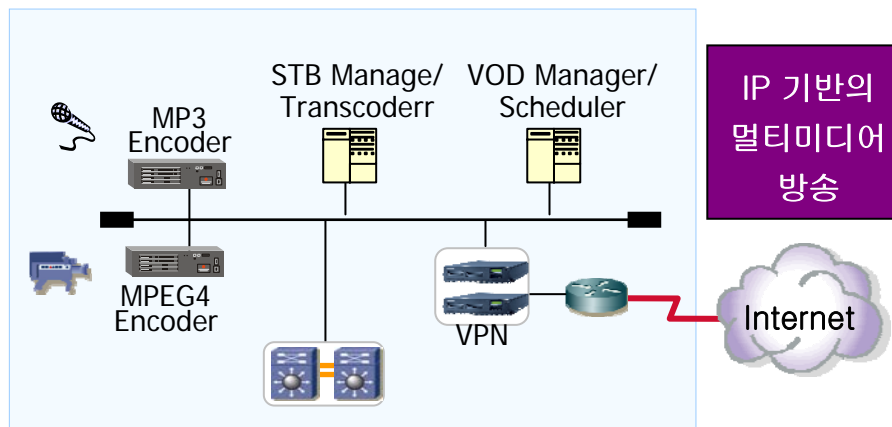 STB Manage/
Transcoderr
VOD Manager/
Scheduler
IP 기반의
멀티미디어
방송
MP3
Encoder
MPEG4
Encoder
VPN
Internet